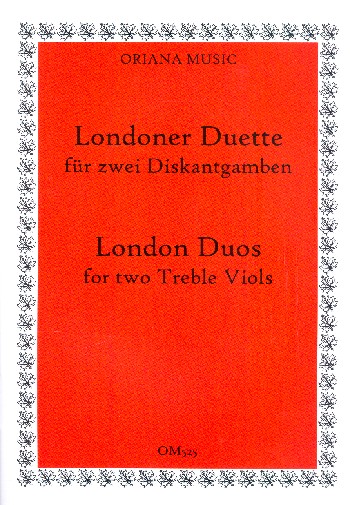 ORIANA MUSIC
Londoner Duette
für zwei Diskantgamben
London Duos
for two Treble Viols
OM525